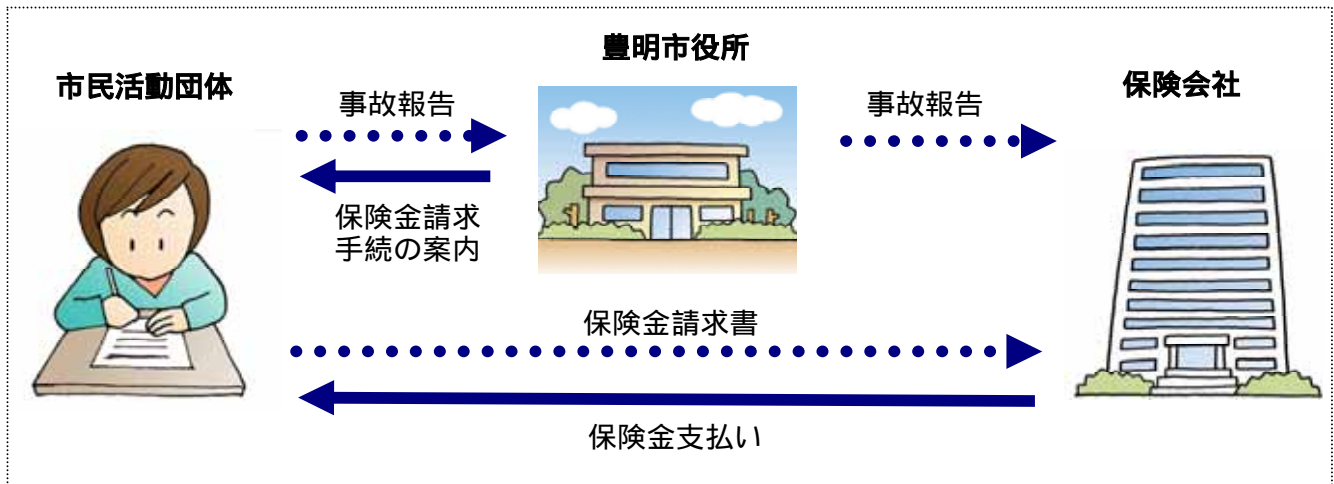 豊明市役所
市民活動団体
保険会社
事故報告
事故報告
保険金請求
手続の案内
保険金請求書
保険金支払い